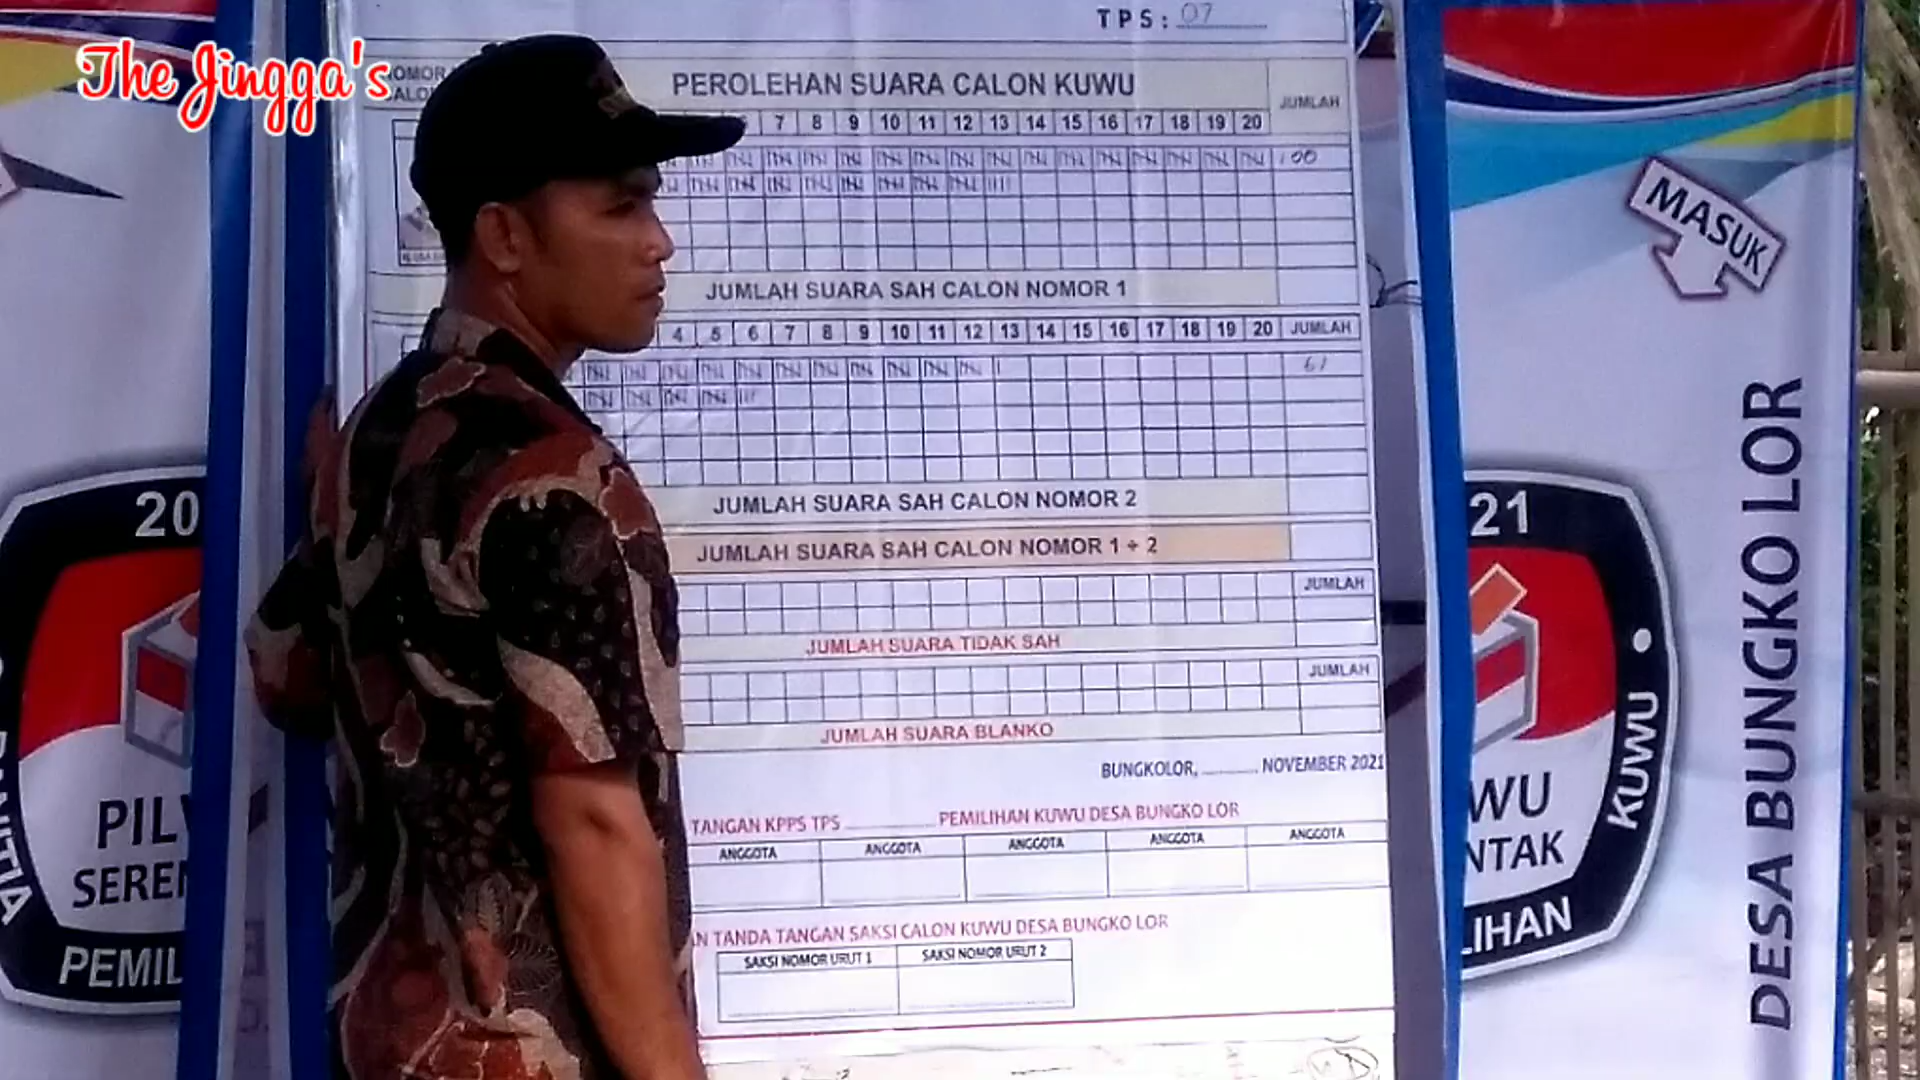 The Jingga's
TPS: 07
NOMOR
CALON
PEROLEHAN SUARA CALON KUWU
JUMLAH
7 8 9 10 11 12 13 14 15 16 17 18 19 20
100
JUMLAH SUARA SAH CALON NOMOR 1
4 5 6 7 8 9 10 11 12 13 14 15 16 17 18 19 20 JUMLAH
61
JUMLAH SUARA SAH CALON NOMOR 2
JUMLAH SUARA SAH CALON NOMOR 1 + 2
JUMLAH
JUMLAH SUARA TIDAK SAH
JUMLAH
JUMLAH SUARA BLANKO
BUNGKOLOR, ............ NOVEMBER 2021
TANGAN KPPS TPS .................. PEMILIHAN KUWU DESA BUNGKO LOR
ANGGOTA ANGGOTA ANGGOTA ANGGOTA ANGGOTA
N TANDA TANGAN SAKSI CALON KUWU DESA BUNGKO LOR
SAKSI NOMOR URUT 1 SAKSI NOMOR URUT 2
20
PIL
SEREN
PEMIL
NITIA
MASUK
21
WU
NTAK
LIHAN
KUWU
DESA BUNGKO LOR